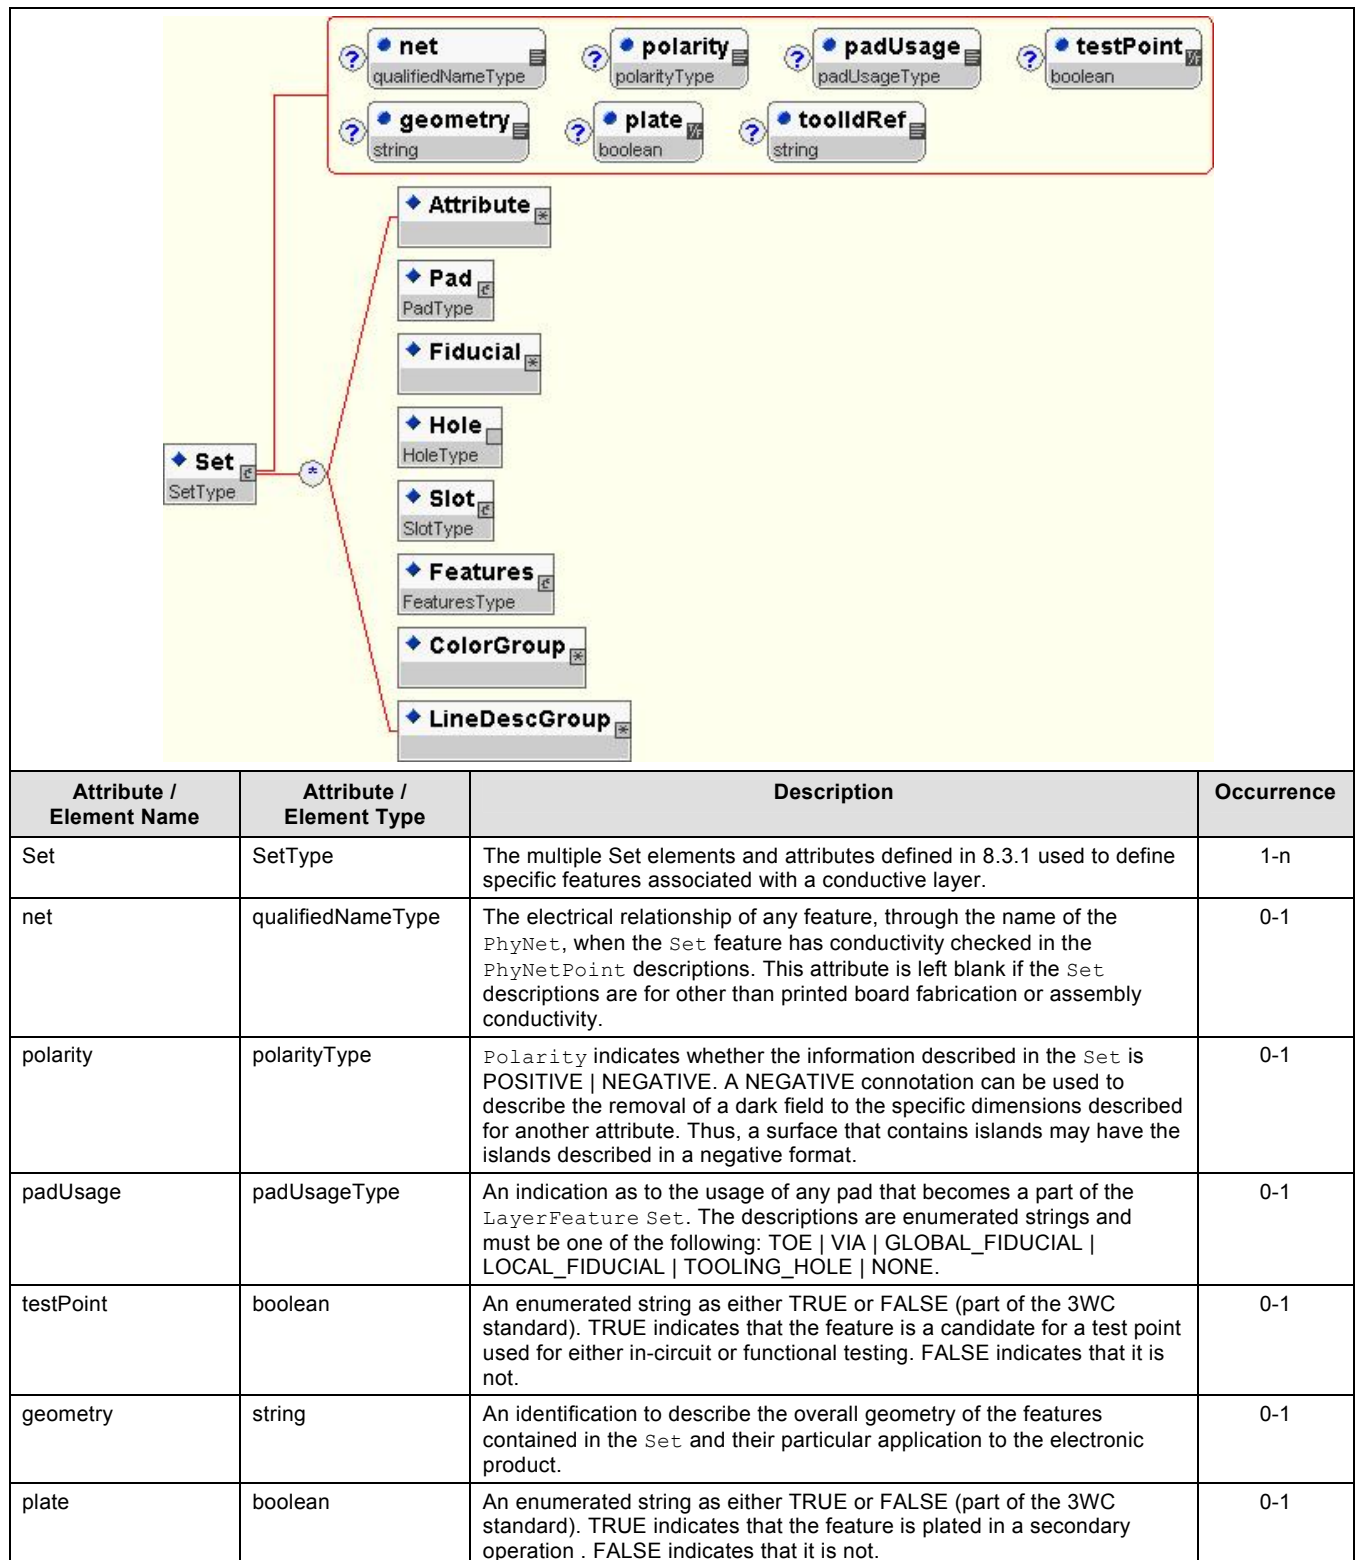 net
qualifiedNameType
polarity
polarityType
padUsage
padUsageType
testPoint
boolean
geometry
string
plate
boolean
toolIdRef
string
Attribute
Pad
PadType
Fiducial
Hole
HoleType
Set
SetType
Slot
SlotType
Features
FeaturesType
ColorGroup
LineDescGroup
Attribute /
Element Name
Attribute /
Element Type
Description
Occurrence
Set
SetType
The multiple Set elements and attributes defined in 8.3.1 used to define
specific features associated with a conductive layer.
1-n
net
qualifiedNameType
The electrical relationship of any feature, through the name of the
PhyNet, when the Set feature has conductivity checked in the
PhyNetPoint descriptions. This attribute is left blank if the Set
descriptions are for other than printed board fabrication or assembly
conductivity.
0-1
polarity
polarityType
Polarity indicates whether the information described in the Set is
POSITIVE | NEGATIVE. A NEGATIVE connotation can be used to
describe the removal of a dark field to the specific dimensions described
for another attribute. Thus, a surface that contains islands may have the
islands described in a negative format.
0-1
padUsage
padUsageType
An indication as to the usage of any pad that becomes a part of the
LayerFeature Set. The descriptions are enumerated strings and
must be one of the following: TOE | VIA | GLOBAL_FIDUCIAL |
LOCAL_FIDUCIAL | TOOLING_HOLE | NONE.
0-1
testPoint
boolean
An enumerated string as either TRUE or FALSE (part of the 3WC
standard). TRUE indicates that the feature is a candidate for a test point
used for either in-circuit or functional testing. FALSE indicates that it is
not.
0-1
geometry
string
An identification to describe the overall geometry of the features
contained in the Set and their particular application to the electronic
product.
0-1
plate
boolean
An enumerated string as either TRUE or FALSE (part of the 3WC
standard). TRUE indicates that the feature is plated in a secondary
operation . FALSE indicates that it is not.
0-1